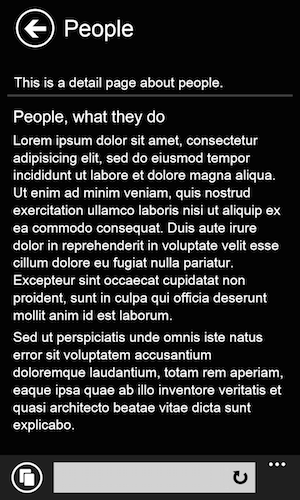 People
This is a detail page about people.
People, what they do
Lorem ipsum dolor sit amet, consectetur
adipisicing elit, sed do eiusmod tempor
incididunt ut labore et dolore magna aliqua.
Ut enim ad minim veniam, quis nostrud
exercitation ullamco laboris nisi ut aliquip ex
ea commodo consequat. Duis aute irure
dolor in reprehenderit in voluptate velit esse
cillum dolore eu fugiat nulla pariatur.
Excepteur sint occaecat cupidatat non
proident, sunt in culpa qui officia deserunt
mollit anim id est laborum.
Sed ut perspiciatis unde omnis iste natus
error sit voluptatem accusantium
doloremque laudantium, totam rem aperiam,
eaque ipsa quae ab illo inventore veritatis et
quasi architecto beatae vitae dicta sunt
explicabo.